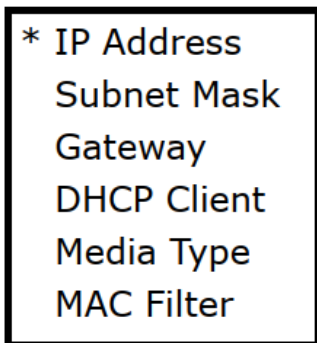 * IP Address
Subnet Mask
Gateway
DHCP Client
Media Type
MAC Filter